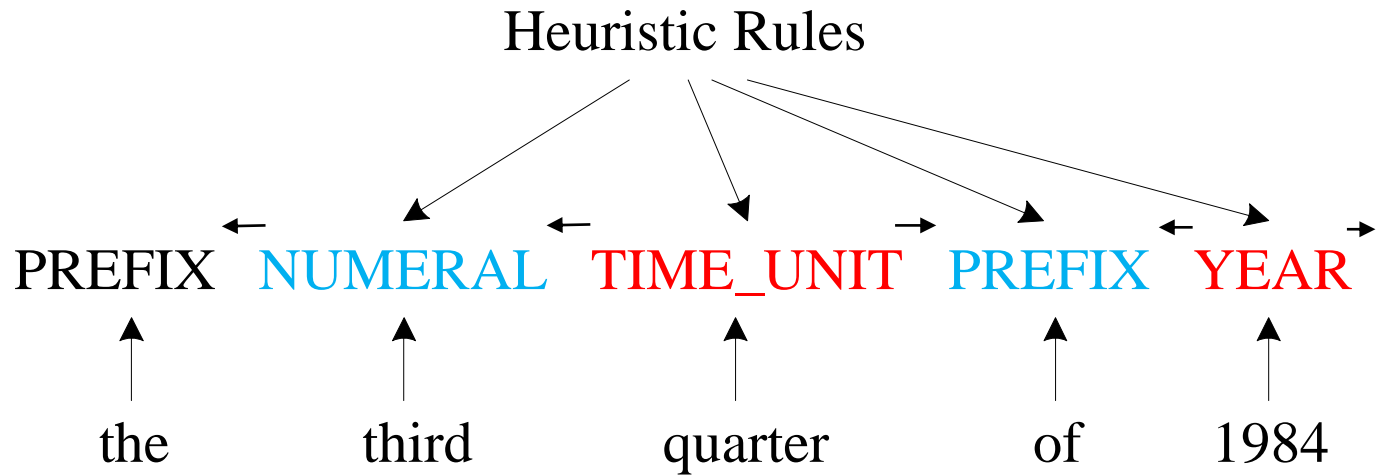 Heuristic Rules
PREFIX NUMERAL TIME_UNIT PREFIX YEAR
the third quarter of 1984